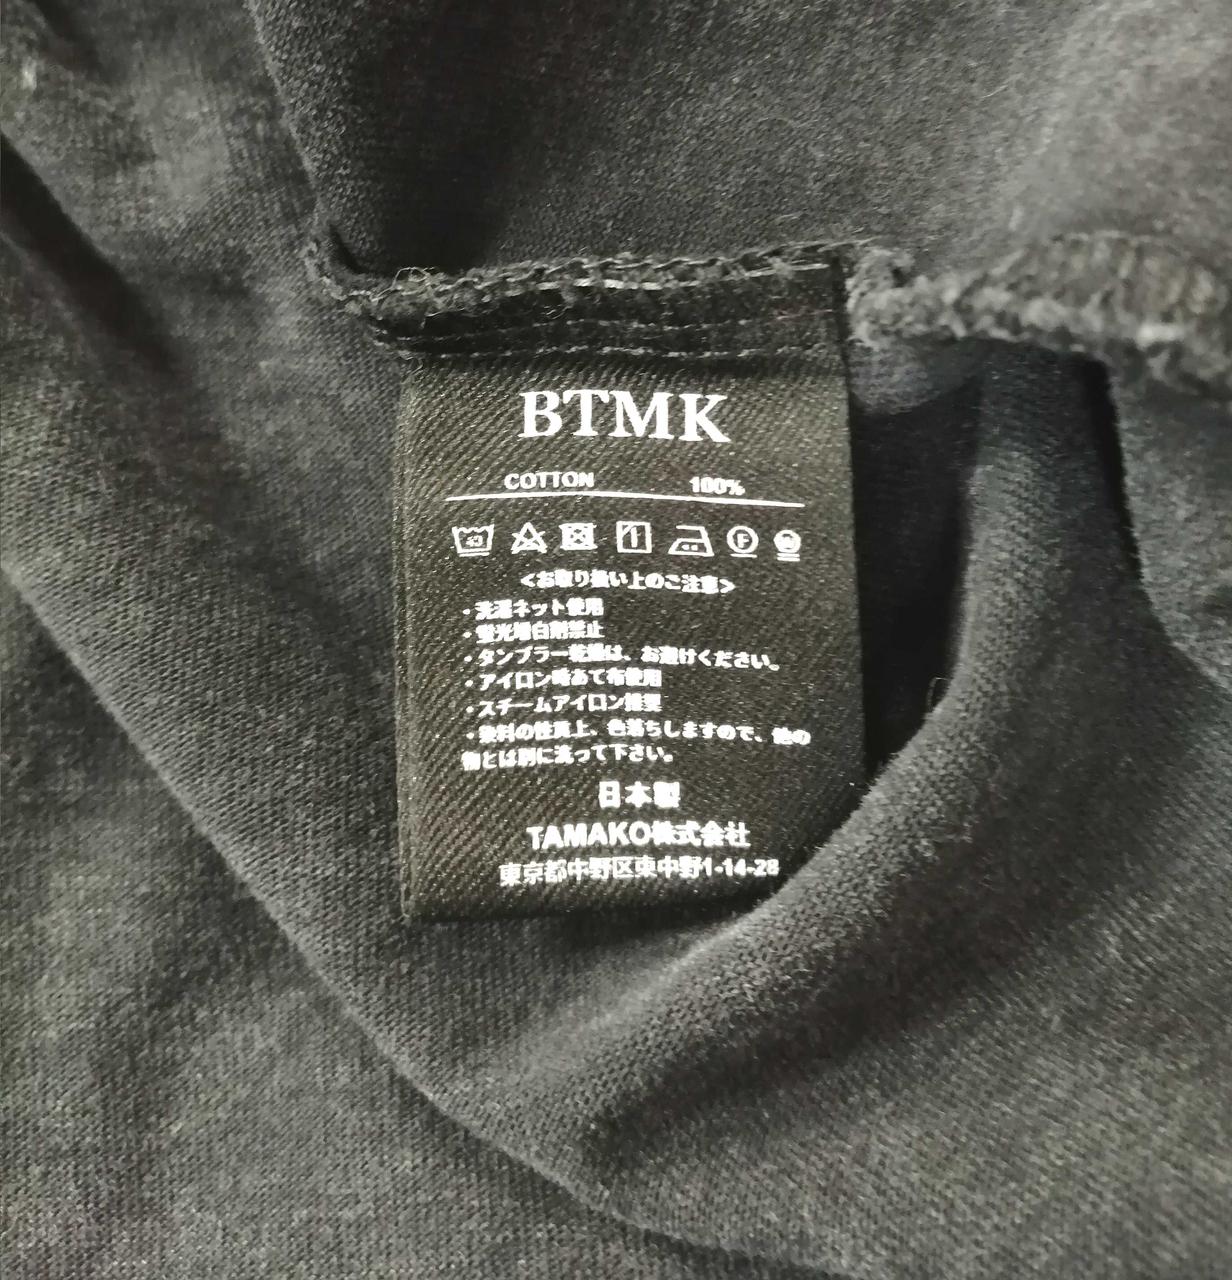 BTMK
COTTON 100%
40
F
W
<お取り扱い上のご注意>
・洗濯ネット使用
・蛍光増白剤禁止
・タンブラー乾燥は、お避けください。
・アイロン時あて布使用
・スチームアイロン推奨
・染料の性質上、色落ちしますので、他の
物とは別に洗って下さい。
日本製
TAMAKO株式会社
東京都中野区東中野1-14-28